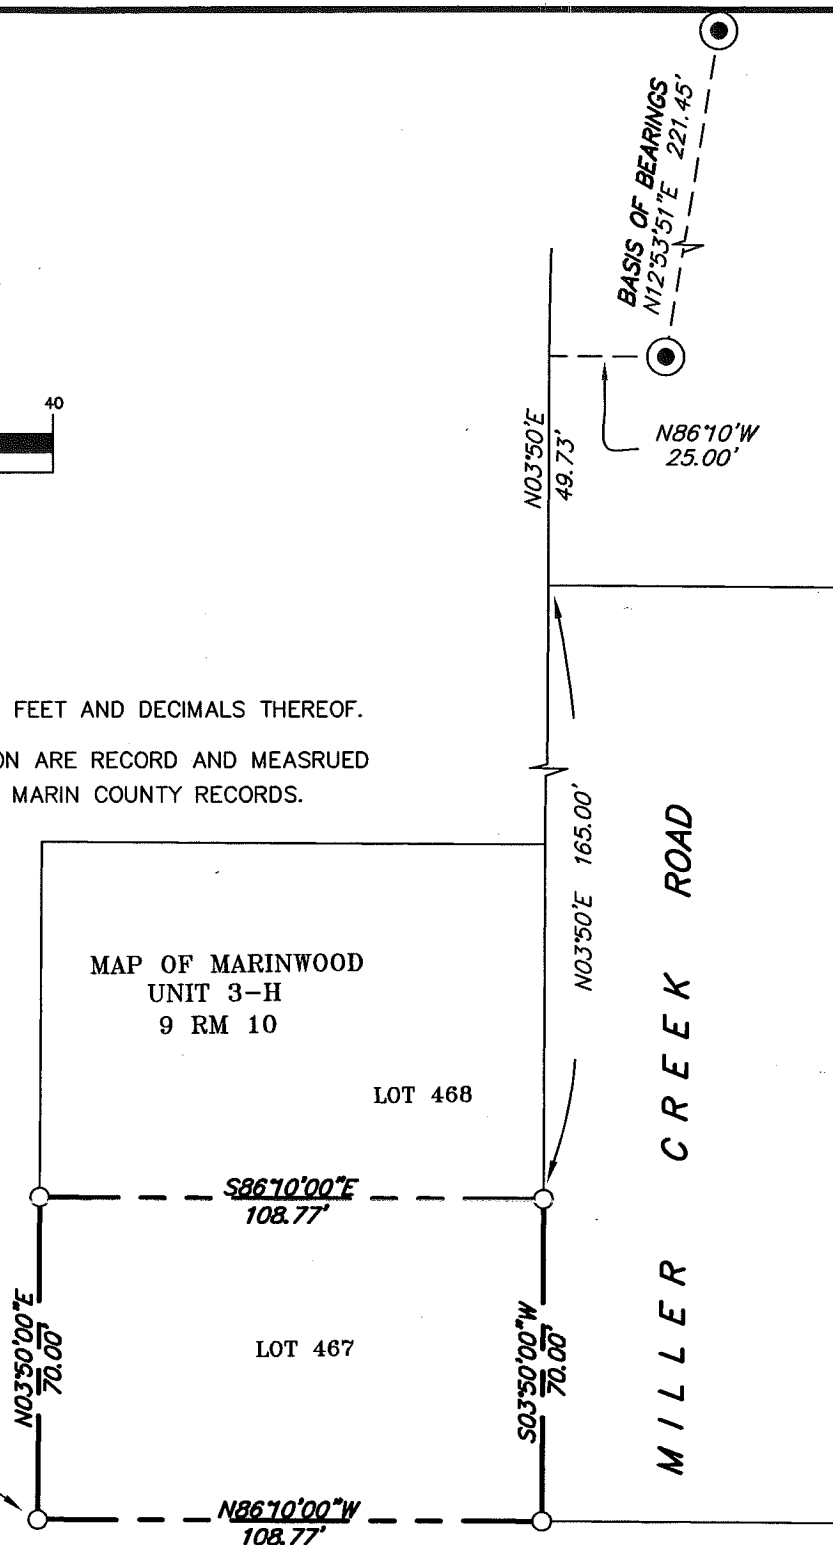 BASIS OF BEARINGS
N12°53'51"E 221.45'
40
N03°50'E
49.73'
N86°10'W
25.00'
FEET AND DECIMALS THEREOF.
ON ARE RECORD AND MEASRUED
MARIN COUNTY RECORDS.
N03°50'E 165.00'
MAP OF MARINWOOD
UNIT 3-H
9 RM 10
LOT 468
MILLER CREEK ROAD
S86°10'00"E
108.77'
N03°50'00"E
70.00'
LOT 467
S03°50'00"W
70.00'
N86°10'00"W
108.77'